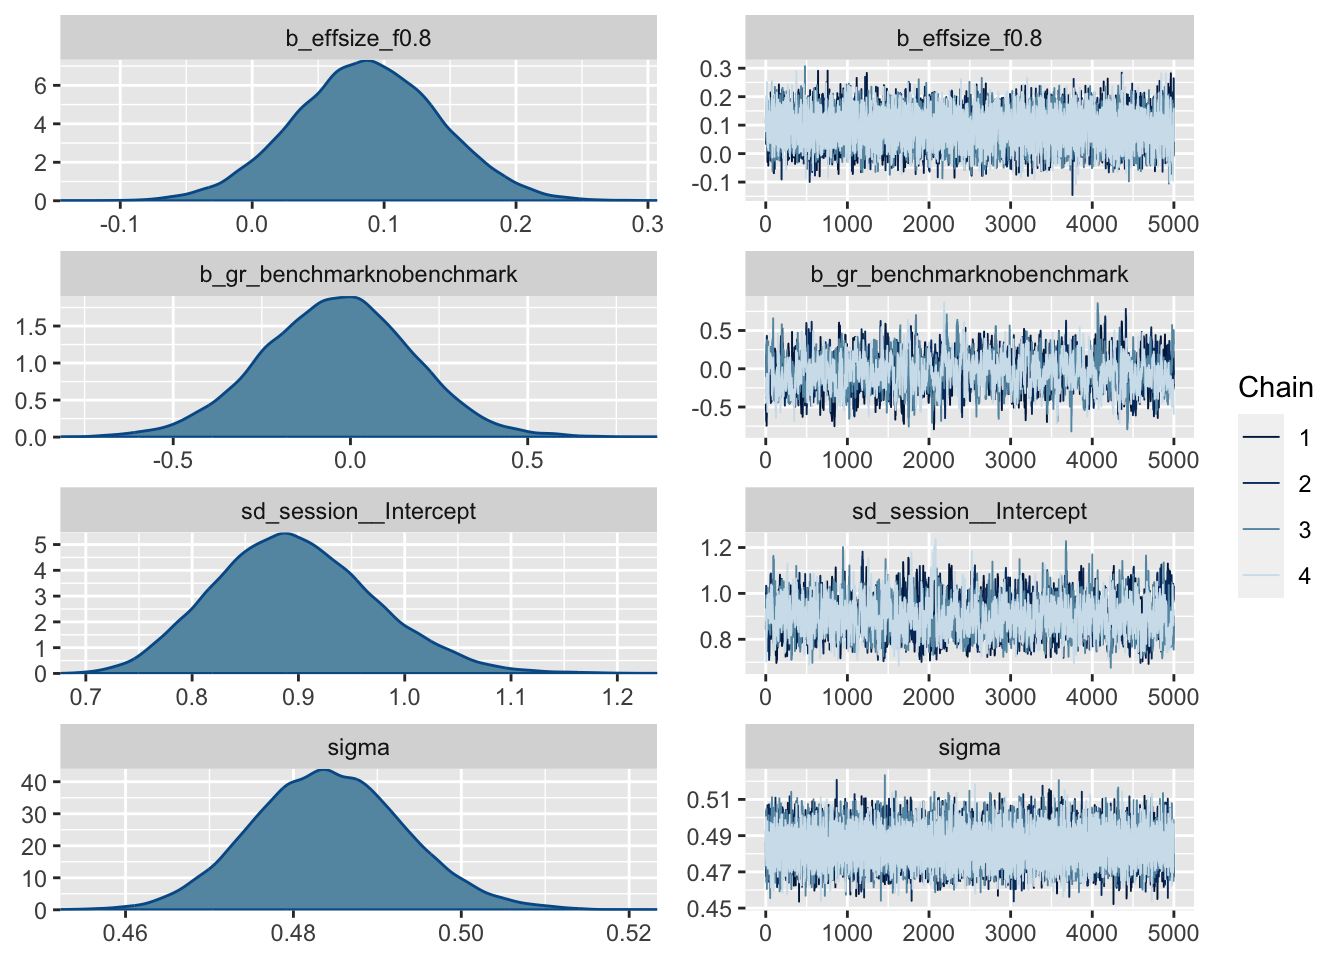 b_effsize_f0.8
b_effsize_f0.8
6
4
2
0
-0.1 0.0 0.1 0.2 0.3
0.3
0.2
0.1
0.0
-0.1
0 1000 2000 3000 4000 5000
b_gr_benchmarknobenchmark
b_gr_benchmarknobenchmark
1.5
1.0
0.5
0.0
-0.5 0.0 0.5
0.5
0.0
-0.5
0 1000 2000 3000 4000 5000
sd_session__Intercept
sd_session__Intercept
5
4
3
2
1
0
0.7 0.8 0.9 1.0 1.1 1.2
1.2
1.0
0.8
0 1000 2000 3000 4000 5000
sigma
sigma
40
30
20
10
0
0.46 0.48 0.50 0.52
0.51
0.49
0.47
0.45
0 1000 2000 3000 4000 5000
Chain
1
2
3
4